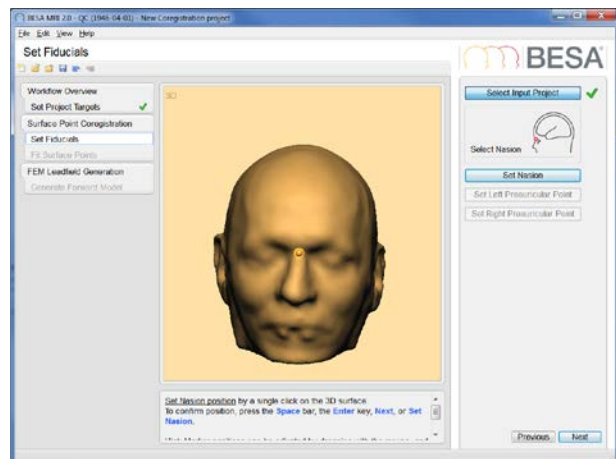 BESA MRI 2.0 - QC (1946-04-01) - New Coregistration project
File Edit View Help
Set Fiducials
BESA®
Workflow Overview
Set Project Targets
Surface Point Coregistration
Set Fiducials
Fit Surface Points
FEM Leadfield Generation
Generate Forward Model
3D
Select Input Project
Select Nasion
Set Nasion
Set Left Preauricular Point
Set Right Preauricular Point
Set Nasion position by a single click on the 3D surface.
To confirm position, press the Space bar, the Enter key, Next, or Set
Nasion.
Previous Next